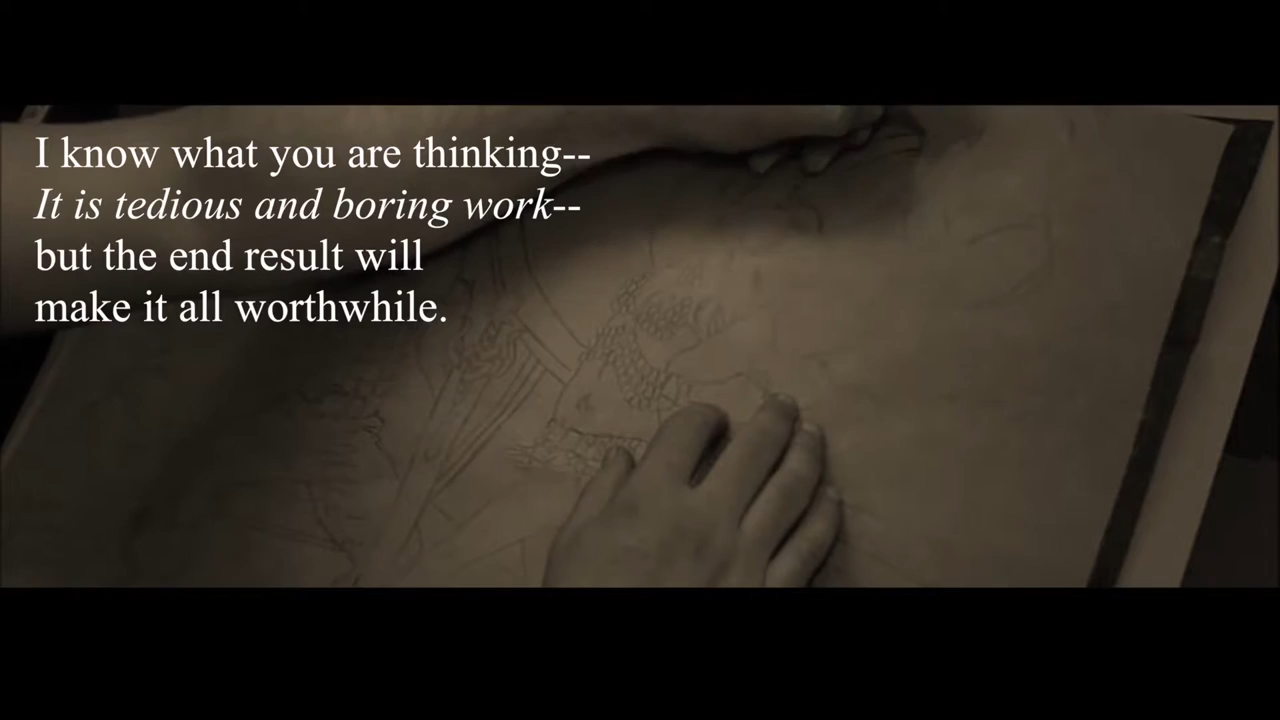 I know what you are thinking--
It is tedious and boring work--
but the end result will
make it all worthwhile.